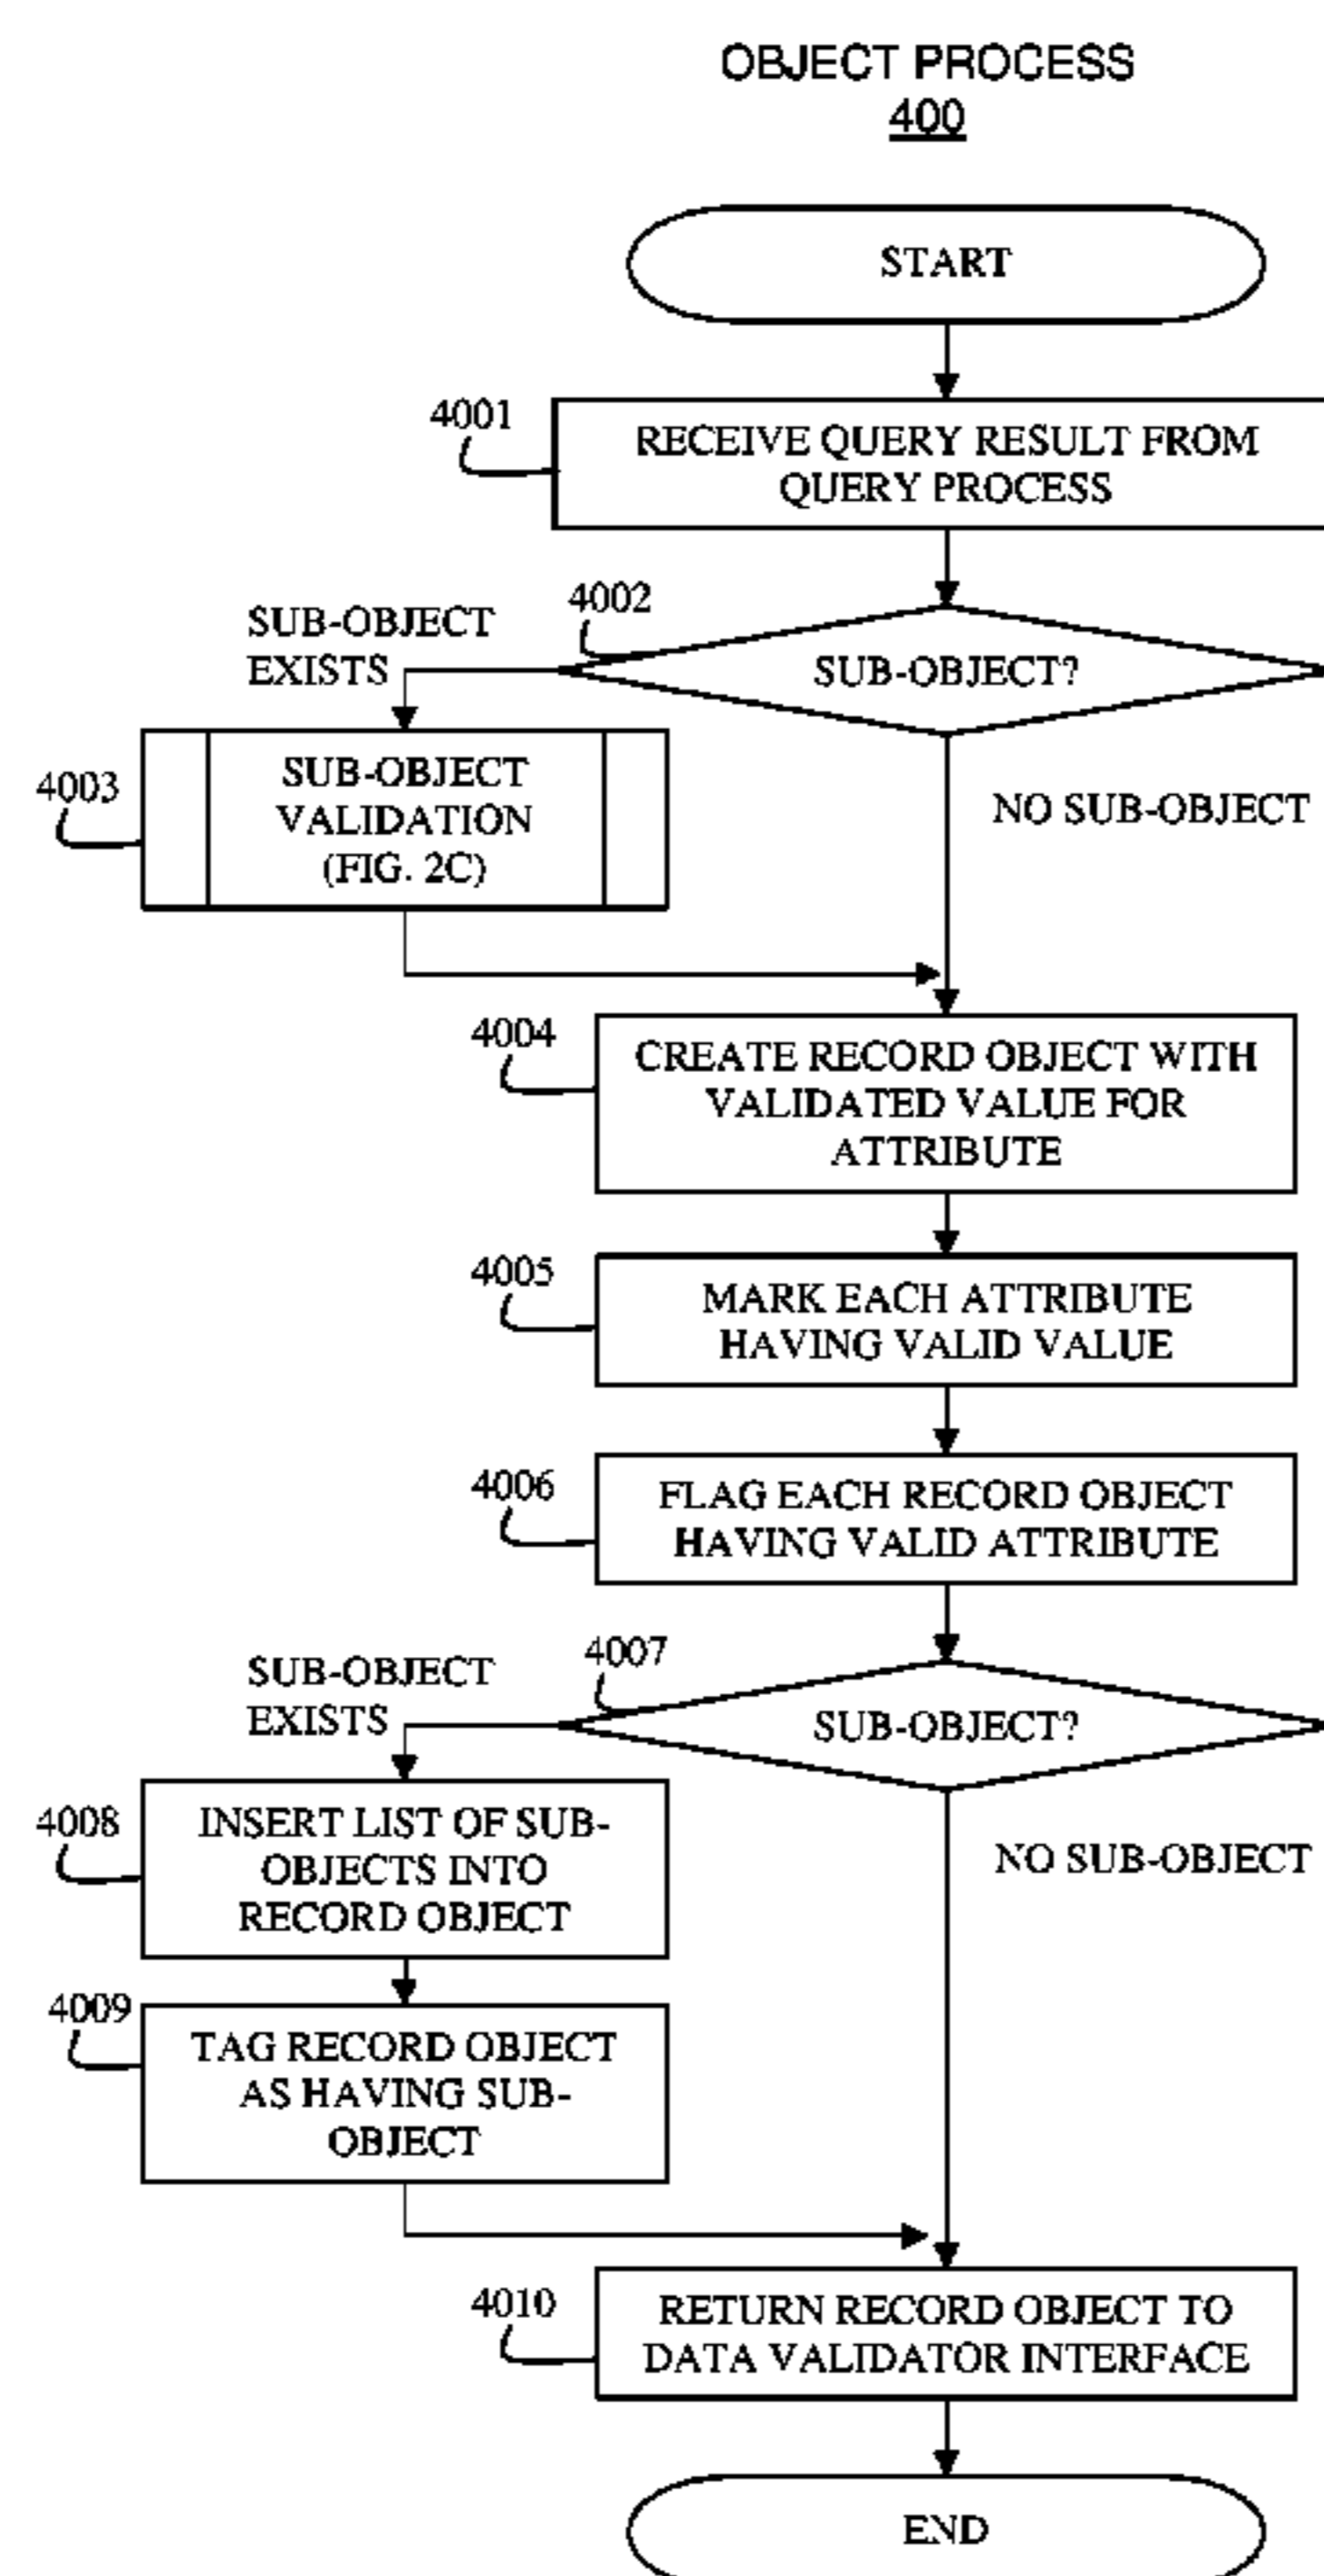 OBJECT PROCESS
400
START
4001
RECEIVE QUERY RESULT FROM
QUERY PROCESS
4002
SUB-OBJECT
EXISTS
SUB-OBJECT?
4003
SUB-OBJECT
VALIDATION
(FIG. 2C)
NO SUB-OBJECT
4004
CREATE RECORD OBJECT WITH
VALIDATED VALUE FOR
ATTRIBUTE
4005
MARK EACH ATTRIBUTE
HAVING VALID VALUE
4006
FLAG EACH RECORD OBJECT
HAVING VALID ATTRIBUTE
4007
SUB-OBJECT
EXISTS
SUB-OBJECT?
4008
INSERT LIST OF SUB-
OBJECTS INTO
RECORD OBJECT
NO SUB-OBJECT
4009
TAG RECORD OBJECT
AS HAVING SUB-
OBJECT
4010
RETURN RECORD OBJECT TO
DATA VALIDATOR INTERFACE
END